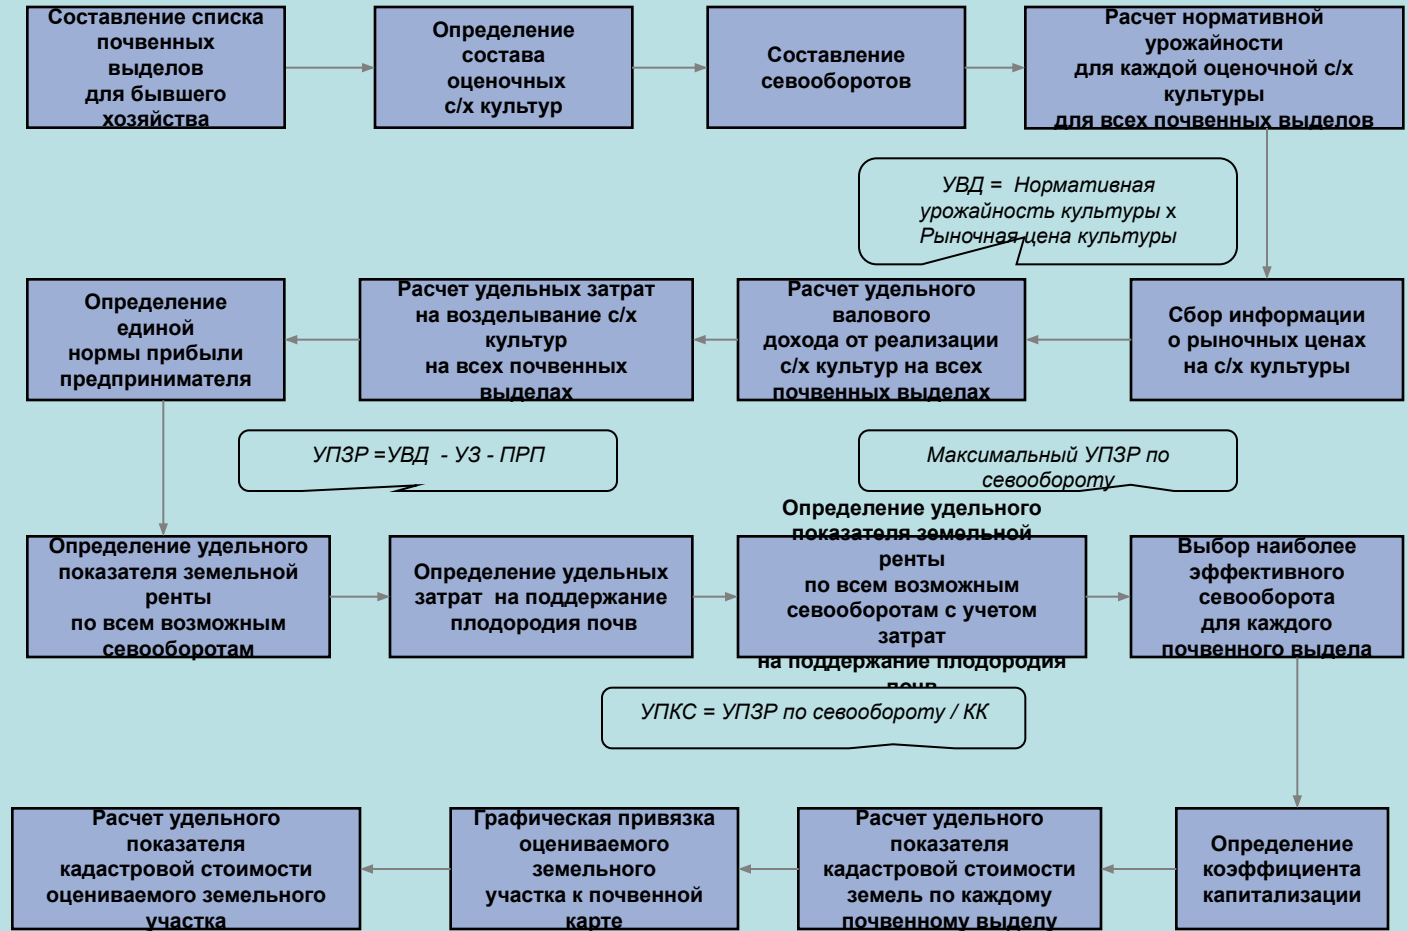 Составление списка
почвенных
выделов
для бывшего
хозяйства
Определение
состава
оценочных
с/х культур
Составление
севооборотов
Расчет нормативной
урожайности
для каждой оценочной с/х
культуры
для всех почвенных выделов
УВД = Нормативная
урожайность культуры х
Рыночная цена культуры
Определение
единой
нормы прибыли
предпринимателя
Расчет удельных затрат
на возделывание с/х
культур
на всех почвенных
выделах
Расчет удельного
валового
дохода от реализации
с/х культур на всех
почвенных выделах
Сбор информации
о рыночных ценах
на с/х культуры
УПЗР =УВД - УЗ - ПРП
Максимальный УПЗР по
севообороту
Определение удельного
показателя земельной
ренты
по всем возможным
севооборотам
Определение удельных
затрат на поддержание
плодородия почв
Определение удельного
показателя земельной
ренты
по всем возможным
севооборотам с учетом
затрат
на поддержание плодородия
почв
Выбор наиболее
эффективного
севооборота
для каждого
почвенного выдела
УПКС = УПЗР по севообороту / КК
Расчет удельного
показателя
кадастровой стоимости
оцениваемого земельного
участка
Графическая привязка
оцениваемого
земельного
участка к почвенной
карте
Расчет удельного
показателя
кадастровой стоимости
земель по каждому
почвенному выделу
Определение
коэффициента
капитализации